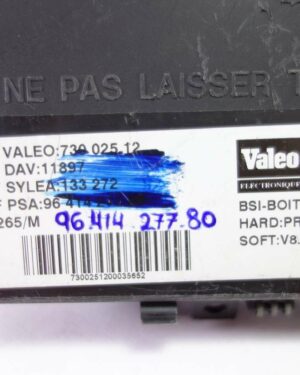 NE PAS LAISSER T
VALEO:730 025 12
DAV:11897
SYLEA:133 272
F PSA:96 414
265/M 96.414.277.80
7300251200035652
Valeo
ELECTRONIQUE
BSI-BOIT
HARD:PR
SOFT:V8.